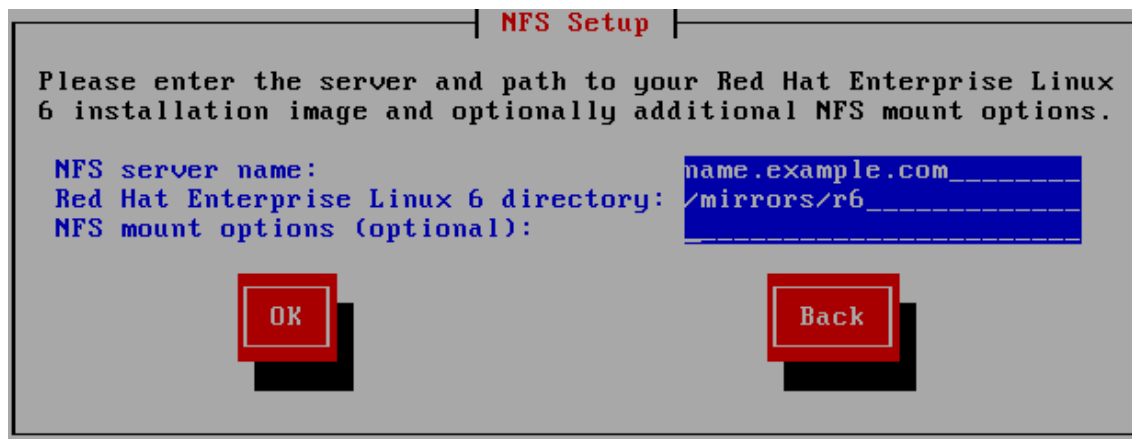 NFS Setup
Please enter the server and path to your Red Hat Enterprise Linux
6 installation image and optionally additional NFS mount options.
NFS server name: name.example.com________
Red Hat Enterprise Linux 6 directory: /mirrors/r6_____________
NFS mount options (optional): ________________________
OK Back